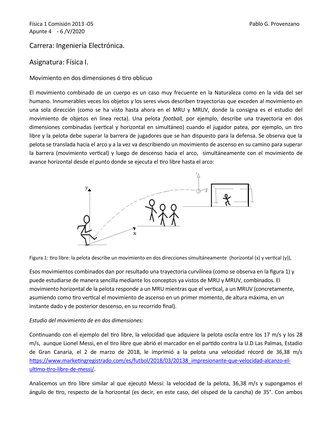 Física 1 Comisión 2013 -05 Pablo G. Provenzano
Apunte 4 - 6 /V/2020
Carrera: Ingeniería Electrónica.
Asignatura: Física I.
Movimiento en dos dimensiones ó tiro oblicuo
El movimiento combinado de un cuerpo es un caso muy frecuente en la Naturaleza como en la vida del ser
humano. Innumerables veces los objetos y los seres vivos describen trayectorias que exceden al movimiento en
una sola dirección (como se ha visto hasta ahora en el MRU y MRUV, donde la consigna es el estudio del
movimiento de objetos en línea recta). Una pelota football, por ejemplo, describe una trayectoria en dos
dimensiones combinadas (vertical y horizontal en simultáneo) cuando el jugador patea, por ejemplo, un tiro
libre y la pelota debe superar la barrera de jugadores que se han dispuesto para la defensa. Se observa que la
pelota se translada hacia el arco y a la vez va describiendo un movimiento de ascenso en su camino para superar
la barrera (movimiento vertical) y luego de descenso hacia el arco, simultáneamente con el movimiento de
avance horizontal desde el punto donde se ejecuta el tiro libre hasta el arco:
Figura 1: tiro libre: la pelota describe un movimiento en dos direcciones simultáneamente (horizontal (x) y vertical (y)),
Esos movimientos combinados dan por resultado una trayectoria curvilínea (como se observa en la figura 1) y
puede estudiarse de manera sencilla mediante los conceptos ya vistos de MRU y MRUV, combinados. El
movimiento horizontal de la pelota responde a un MRU mientras que el vertical, a un MRUV (concretamente,
asumiendo como tiro vertical el movimiento de ascenso en un primer momento, de altura máxima, en un
instante dado y de posterior descenso, en su recorrido final).
Estudio del movimiento de en dos dimensiones:
Continuando con el ejemplo del tiro libre, la velocidad que adquiere la pelota oscila entre los 17 m/s y los 28
m/s, aunque Lionel Messi, en el tiro libre que abrió el marcador en el partido contra la U.D Las Palmas, Estadio
de Gran Canaria, el 2 de marzo de 2018, le imprimió a la pelota una velocidad récord de 36,38 m/s
https://www.marketingregistrado.com/es/futbol/2018/03/20138_impresionante-que-velocidad-alcanzo-el-
ultimo-tiro-libre-de-messi/.
Analicemos un tiro libre similar al que ejecutó Messi: la velocidad de la pelota, 36,38 m/s y supongamos el
ángulo de tiro, respecto de la horizontal (es decir, en este caso, del césped de la cancha) de 35°. Con ambos